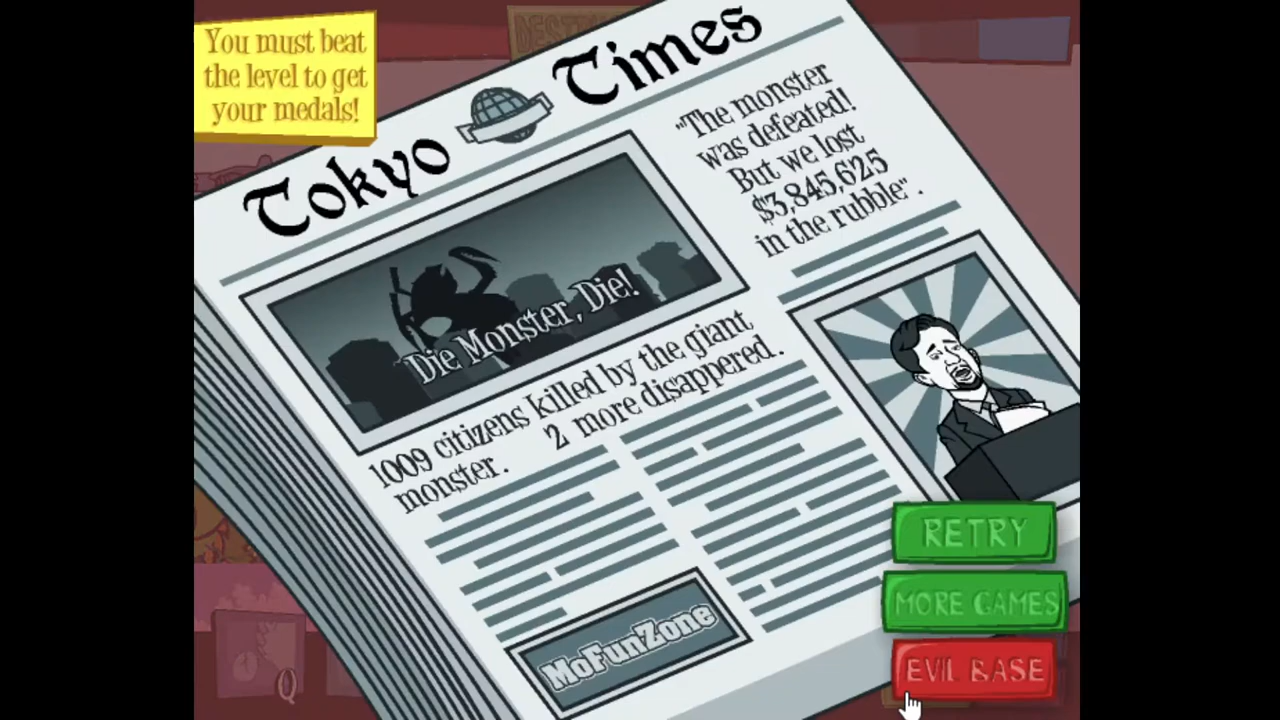 You must beat
the level to get
your medals!
Tokyo Times
"The monster
was defeated!
But we lost
$3,845,625
in the rubble".
Die Monster, Die!
1009 citizens killed by the giant
monster. 2 more disappered.
MoFunZone
RETRY
MORE GAMES
EVIL BASE
Q